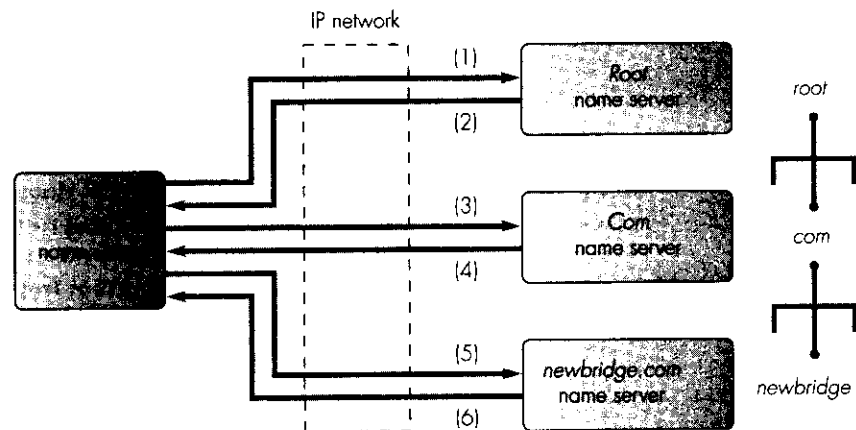 IP network
(1)
Root
name server
(2)
root
(3)
Com
name server
(4)
com
(5)
newbridge.com
name server
(6)
newbridge